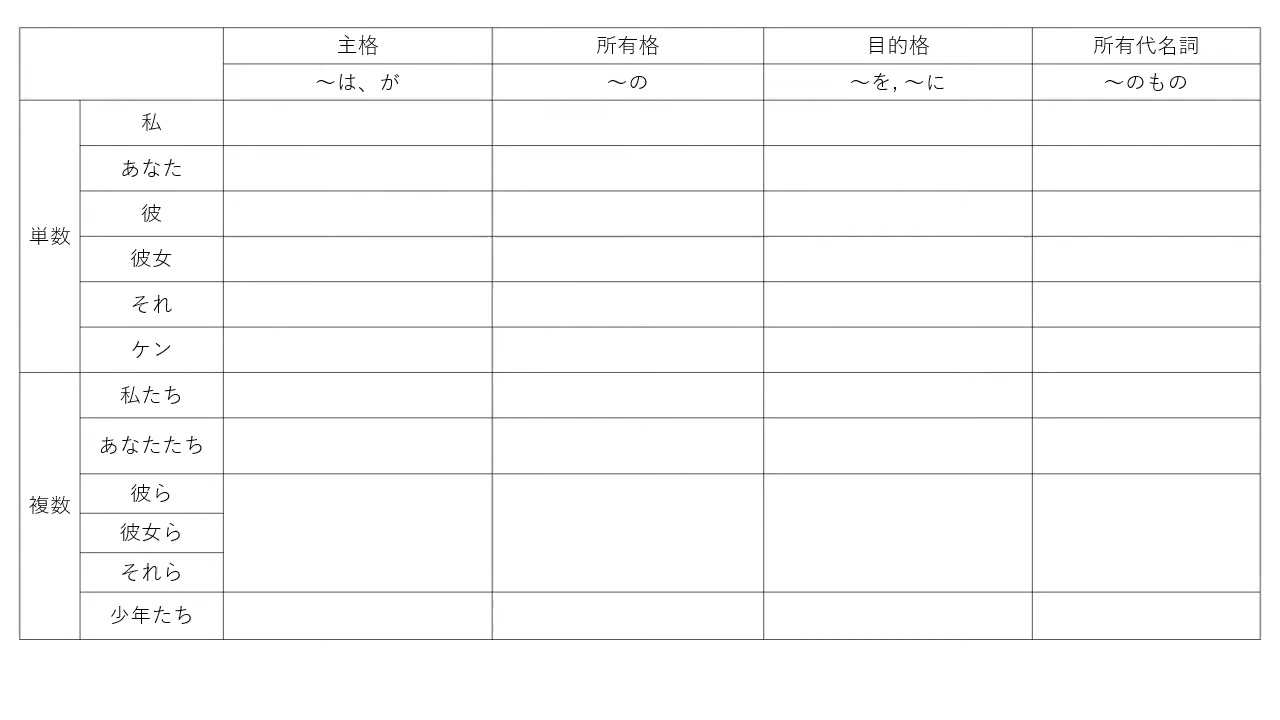 主格 所有格 目的格 所有代名詞
～は、が ～の ～を, ～に ～のもの
単数
私
あなた
彼
彼女
それ
ケン
複数
私たち
あなたたち
彼ら
彼女ら
それら
少年たち